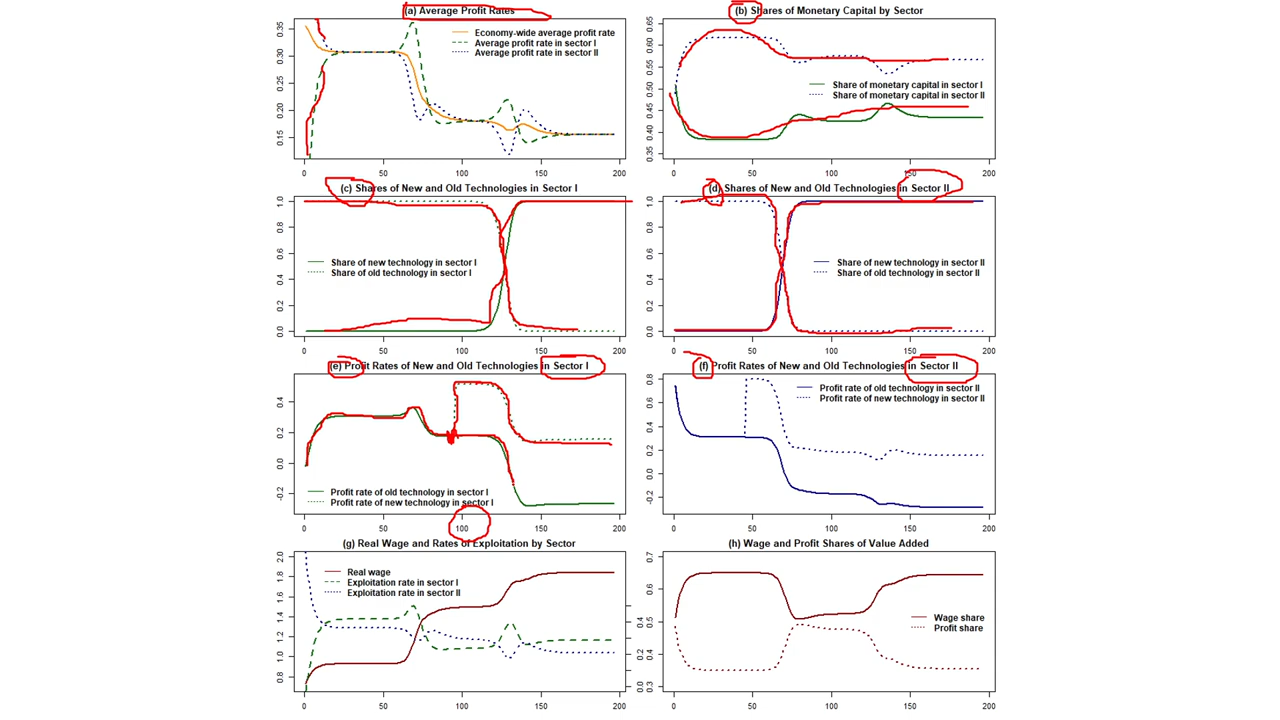 (a) Average Profit Rates
0.15 0.20 0.25 0.30 0.35
Economy-wide average profit rate
Average profit rate in sector I
Average profit rate in sector II
0 50 100 150 200
(b) Shares of Monetary Capital by Sector
0.35 0.40 0.45 0.50 0.55 0.60 0.65
Share of monetary capital in sector I
Share of monetary capital in sector II
0 50 100 150 200
(c) Shares of New and Old Technologies in Sector I
0.0 0.2 0.4 0.6 0.8 1.0
Share of new technology in sector I
Share of old technology in sector I
0 50 100 150 200
(d) Shares of New and Old Technologies in Sector II
0.0 0.2 0.4 0.6 0.8 1.0
Share of new technology in sector II
Share of old technology in sector II
0 50 100 150 200
(e) Profit Rates of New and Old Technologies in Sector I
-0.2 0.0 0.2 0.4
Profit rate of old technology in sector I
Profit rate of new technology in sector I
0 50 100 150 200
(f) Profit Rates of New and Old Technologies in Sector II
-0.2 0.0 0.2 0.4 0.6 0.8
Profit rate of old technology in sector II
Profit rate of new technology in sector II
0 50 100 150 200
(g) Real Wage and Rates of Exploitation by Sector
0.8 1.0 1.2 1.4 1.6 1.8 2.0
Real wage
Exploitation rate in sector I
Exploitation rate in sector II
0.0 0.2 0.4
0 50 100 150 200
(h) Wage and Profit Shares of Value Added
0.3 0.4 0.5 0.6 0.7
Wage share
Profit share
0 50 100 150 200